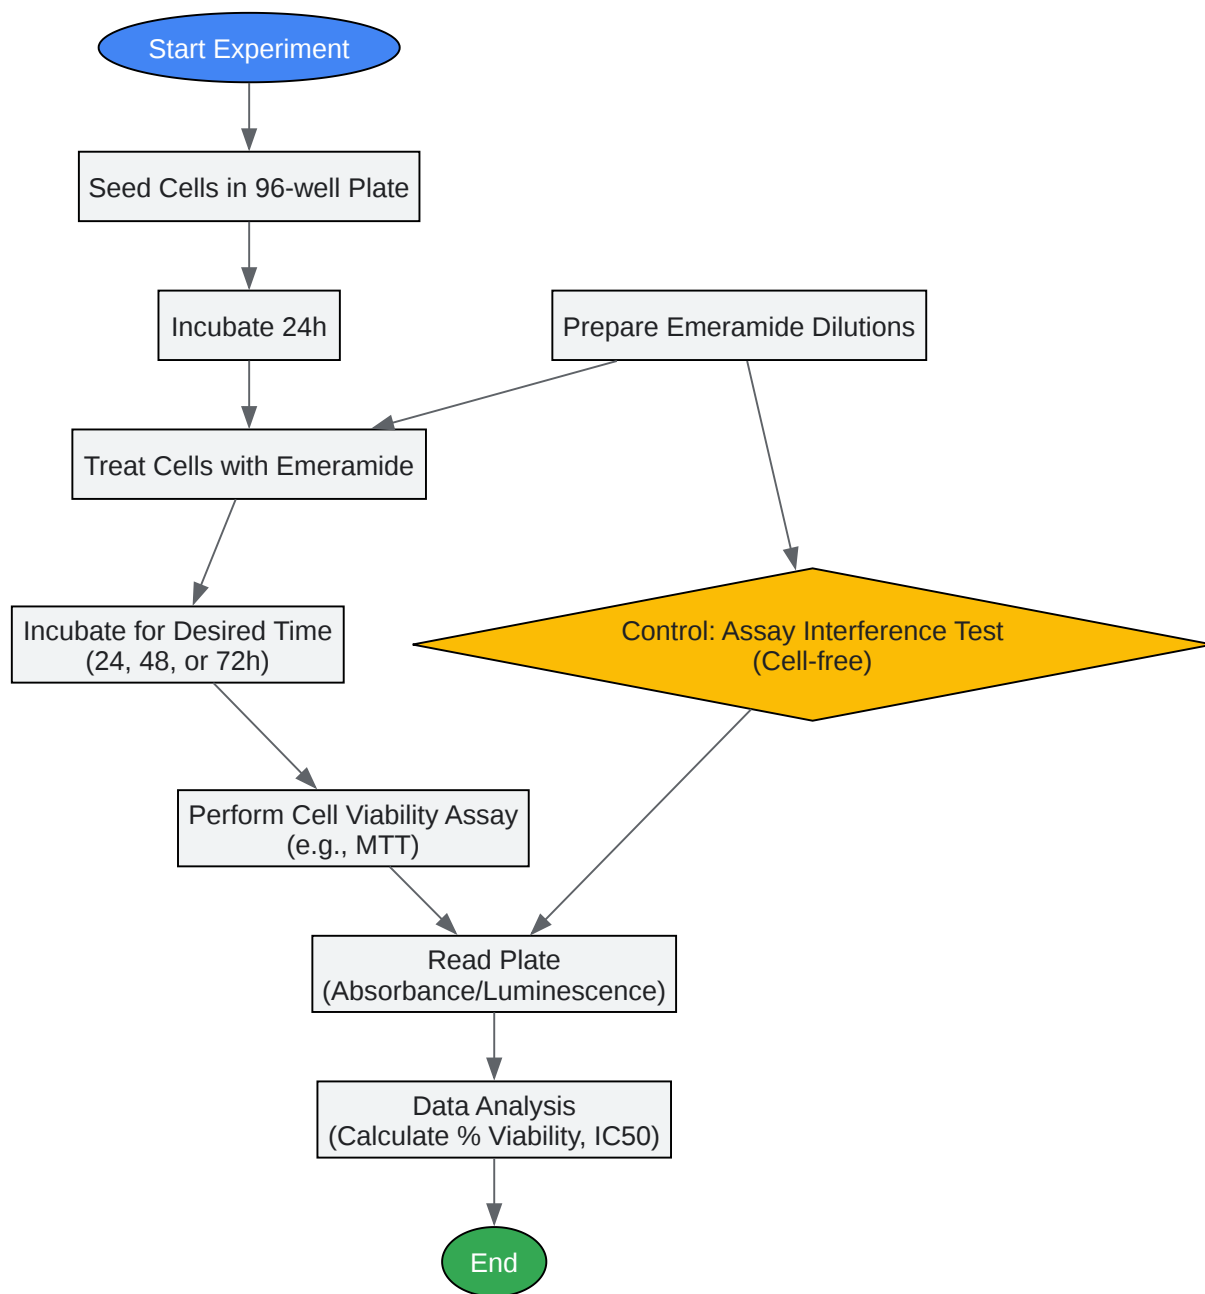 Start Experiment
Seed Cells in 96-well Plate
Incubate 24h
Prepare Emeramide Dilutions
Treat Cells with Emeramide
Incubate for Desired Time
(24, 48, or 72h)
Control: Assay Interference Test
(Cell-free)
Perform Cell Viability Assay
(e.g., MTT)
Read Plate
(Absorbance/Luminescence)
Data Analysis
(Calculate % Viability, IC50)
End